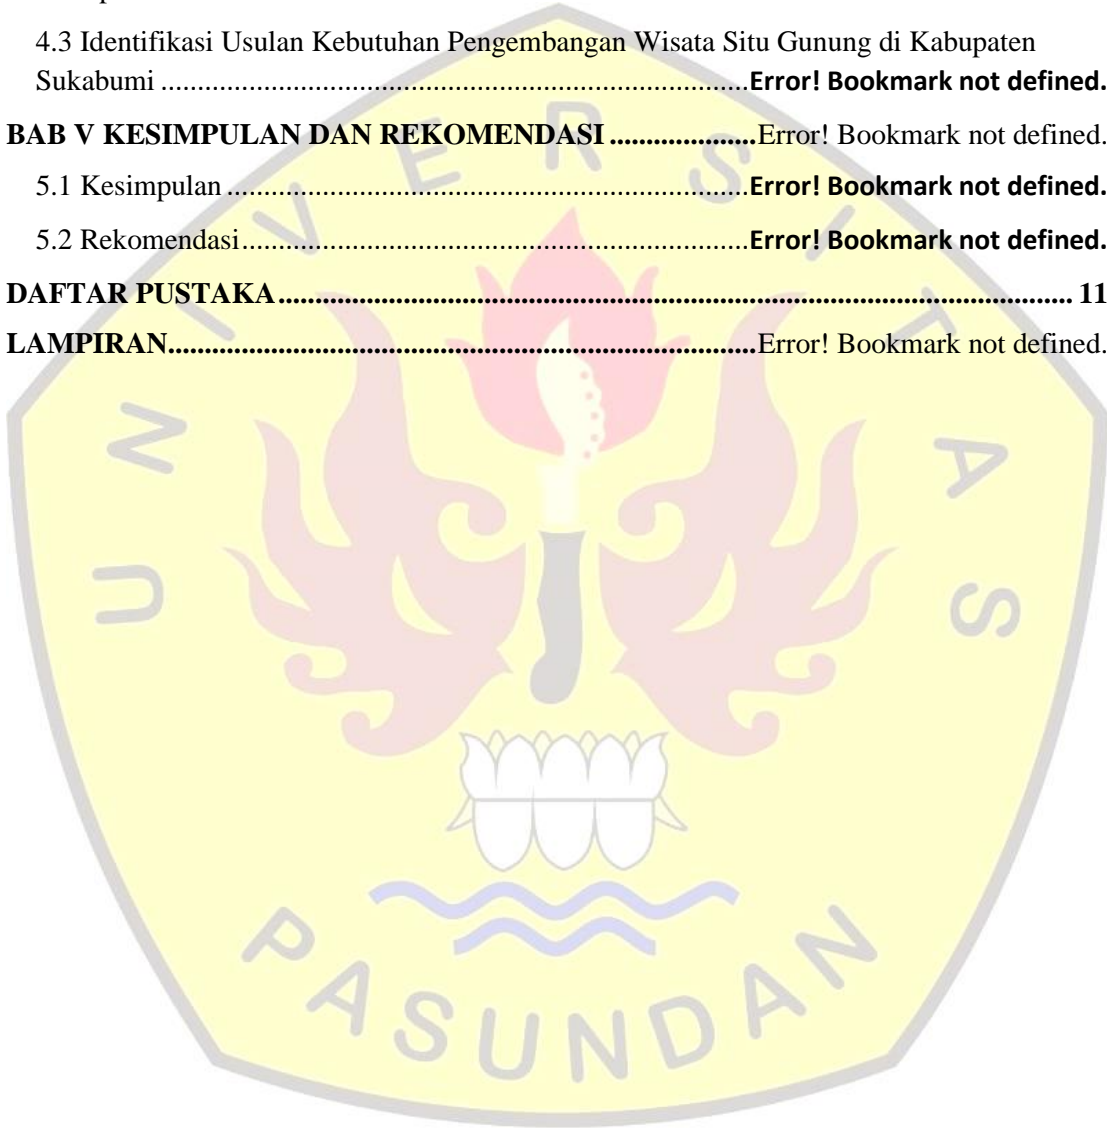 4.3 Identifikasi Usulan Kebutuhan Pengembangan Wisata Situ Gunung di Kabupaten
Sukabumi ................................................................................Error! Bookmark not defined.
BAB V KESIMPULAN DAN REKOMENDASI ....................Error! Bookmark not defined.
5.1 Kesimpulan .......................................................................Error! Bookmark not defined.
5.2 Rekomendasi.....................................................................Error! Bookmark not defined.
DAFTAR PUSTAKA........................................................................................................... 11
LAMPIRAN................................................................................Error! Bookmark not defined.
UNIVERSITAS
PASUNDAN